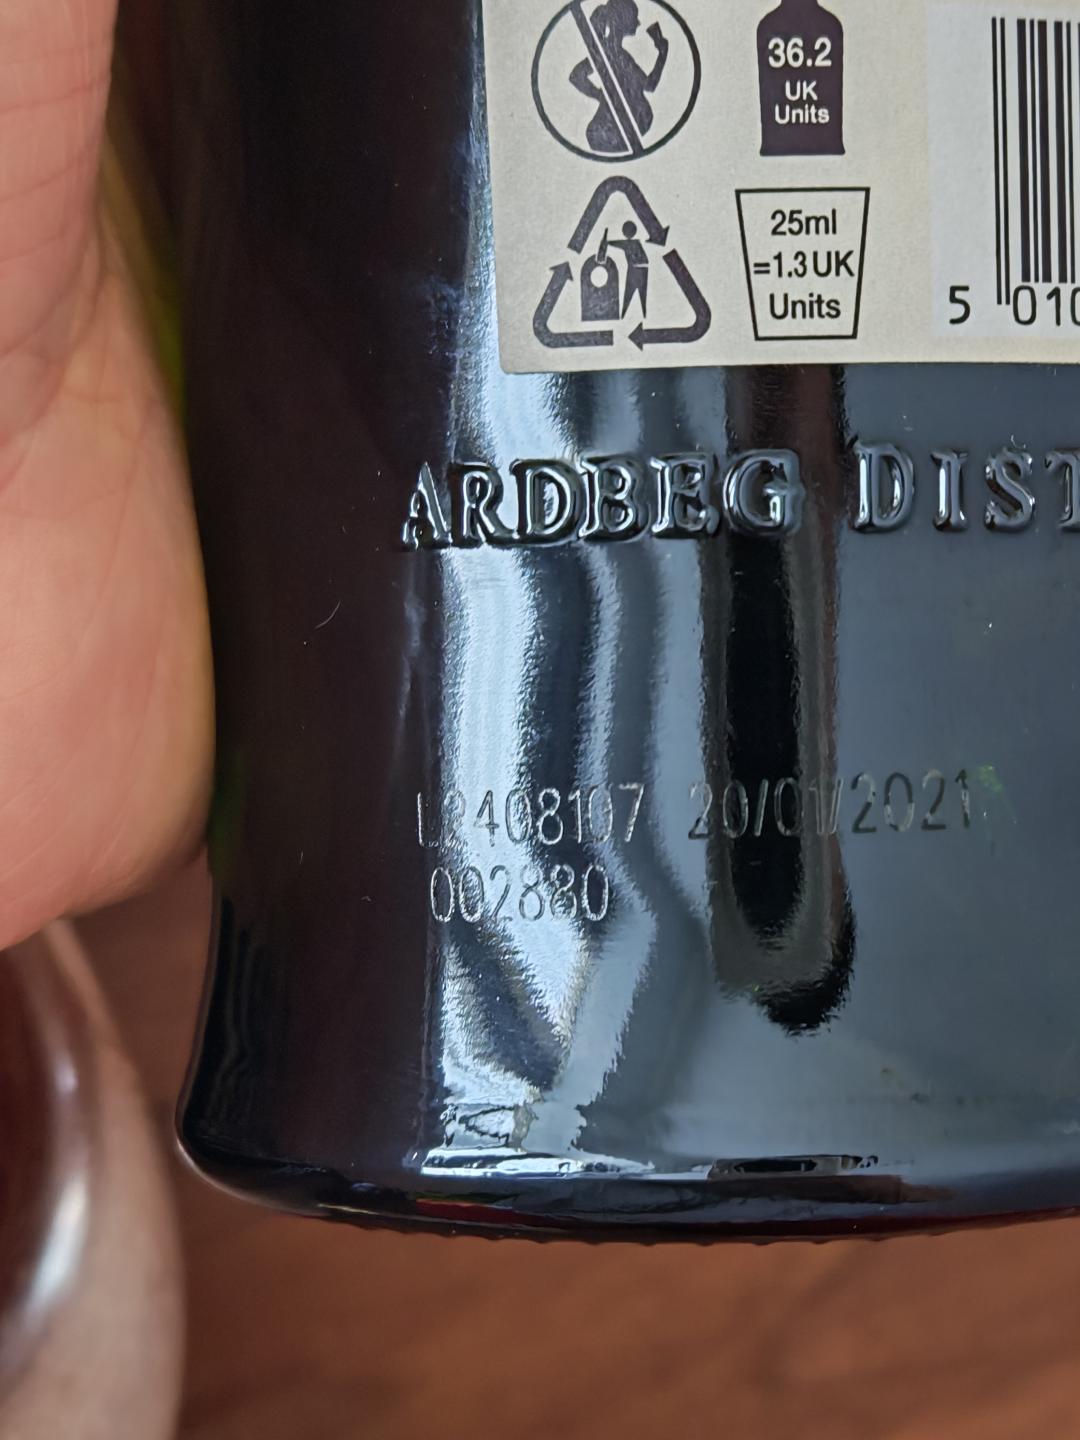 36.2
UK
Units
25ml
=1.3 UK
Units
5 010
ARDBEG DIST
L2408107 20/01/2021
002880